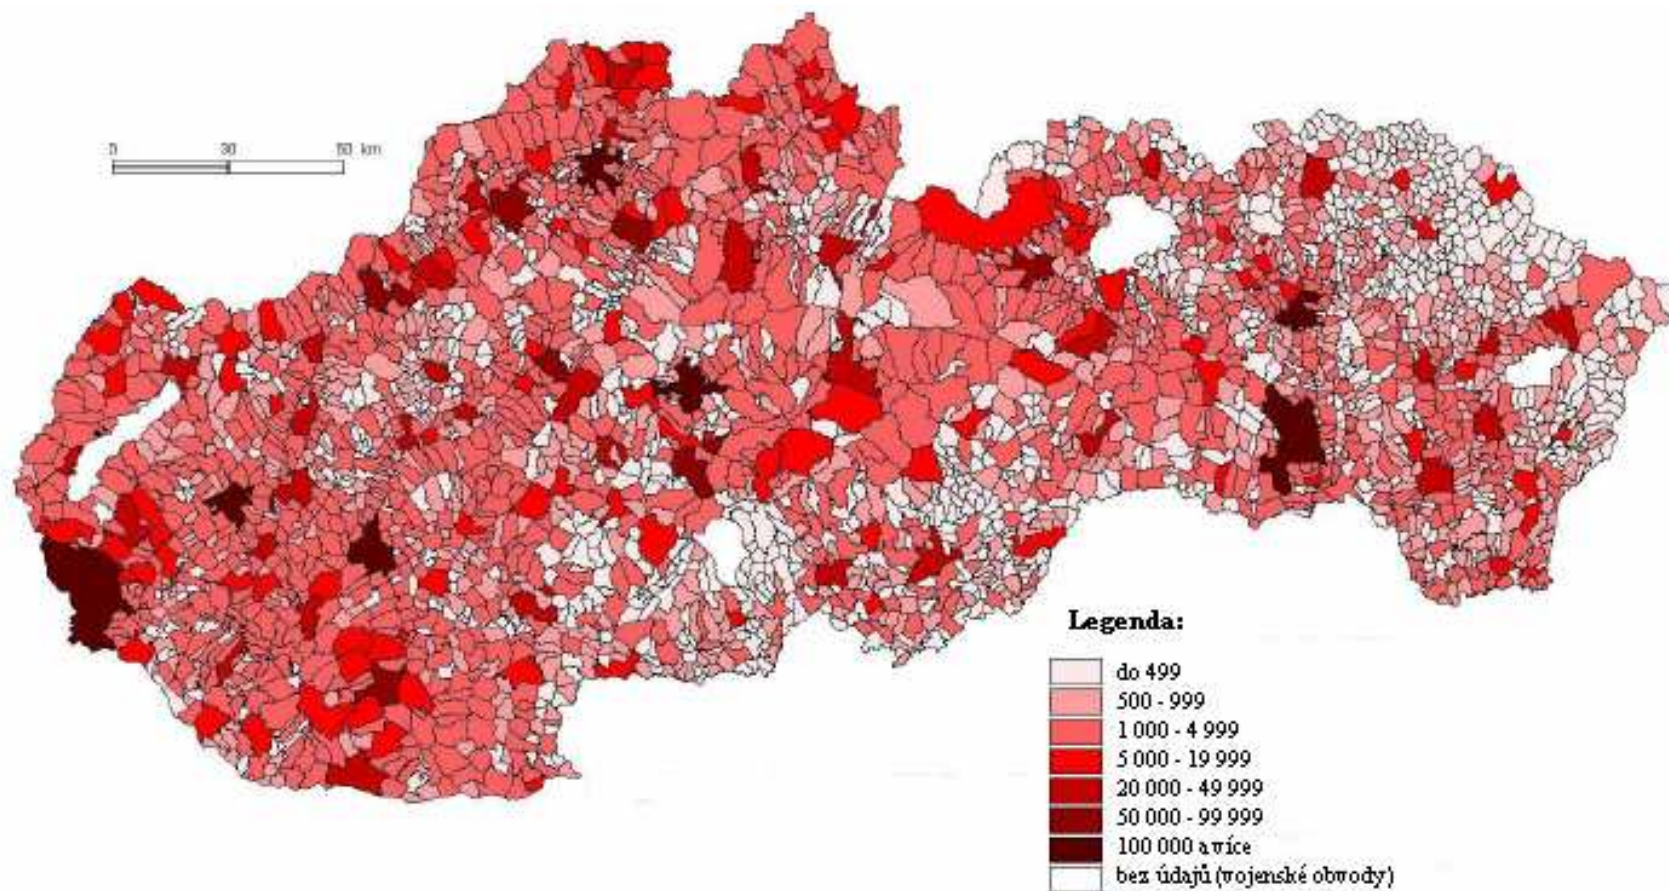 0 30 60 km
Legenda:
do 499
500 - 999
1 000 - 4 999
5 000 - 19 999
20 000 - 49 999
50 000 - 99 999
100 000 a více
bez údajů (vojenské obvody)